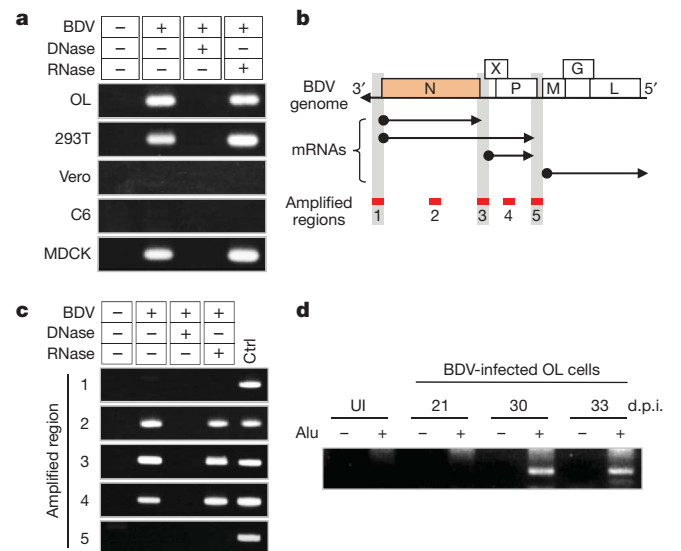 a
BDV − + + +
DNase − − + −
RNase − − − +
OL
293T
Vero
C6
MDCK
b
X G
BDV genome 3′ N P M L 5′
mRNAs
Amplified regions
1 2 3 4 5
c
BDV − + + +
DNase − − + −
RNase − − − +
Ctrl
Amplified region
1
2
3
4
5
d
BDV-infected OL cells
UI 21 30 33 d.p.i.
Alu − + − + − + − +